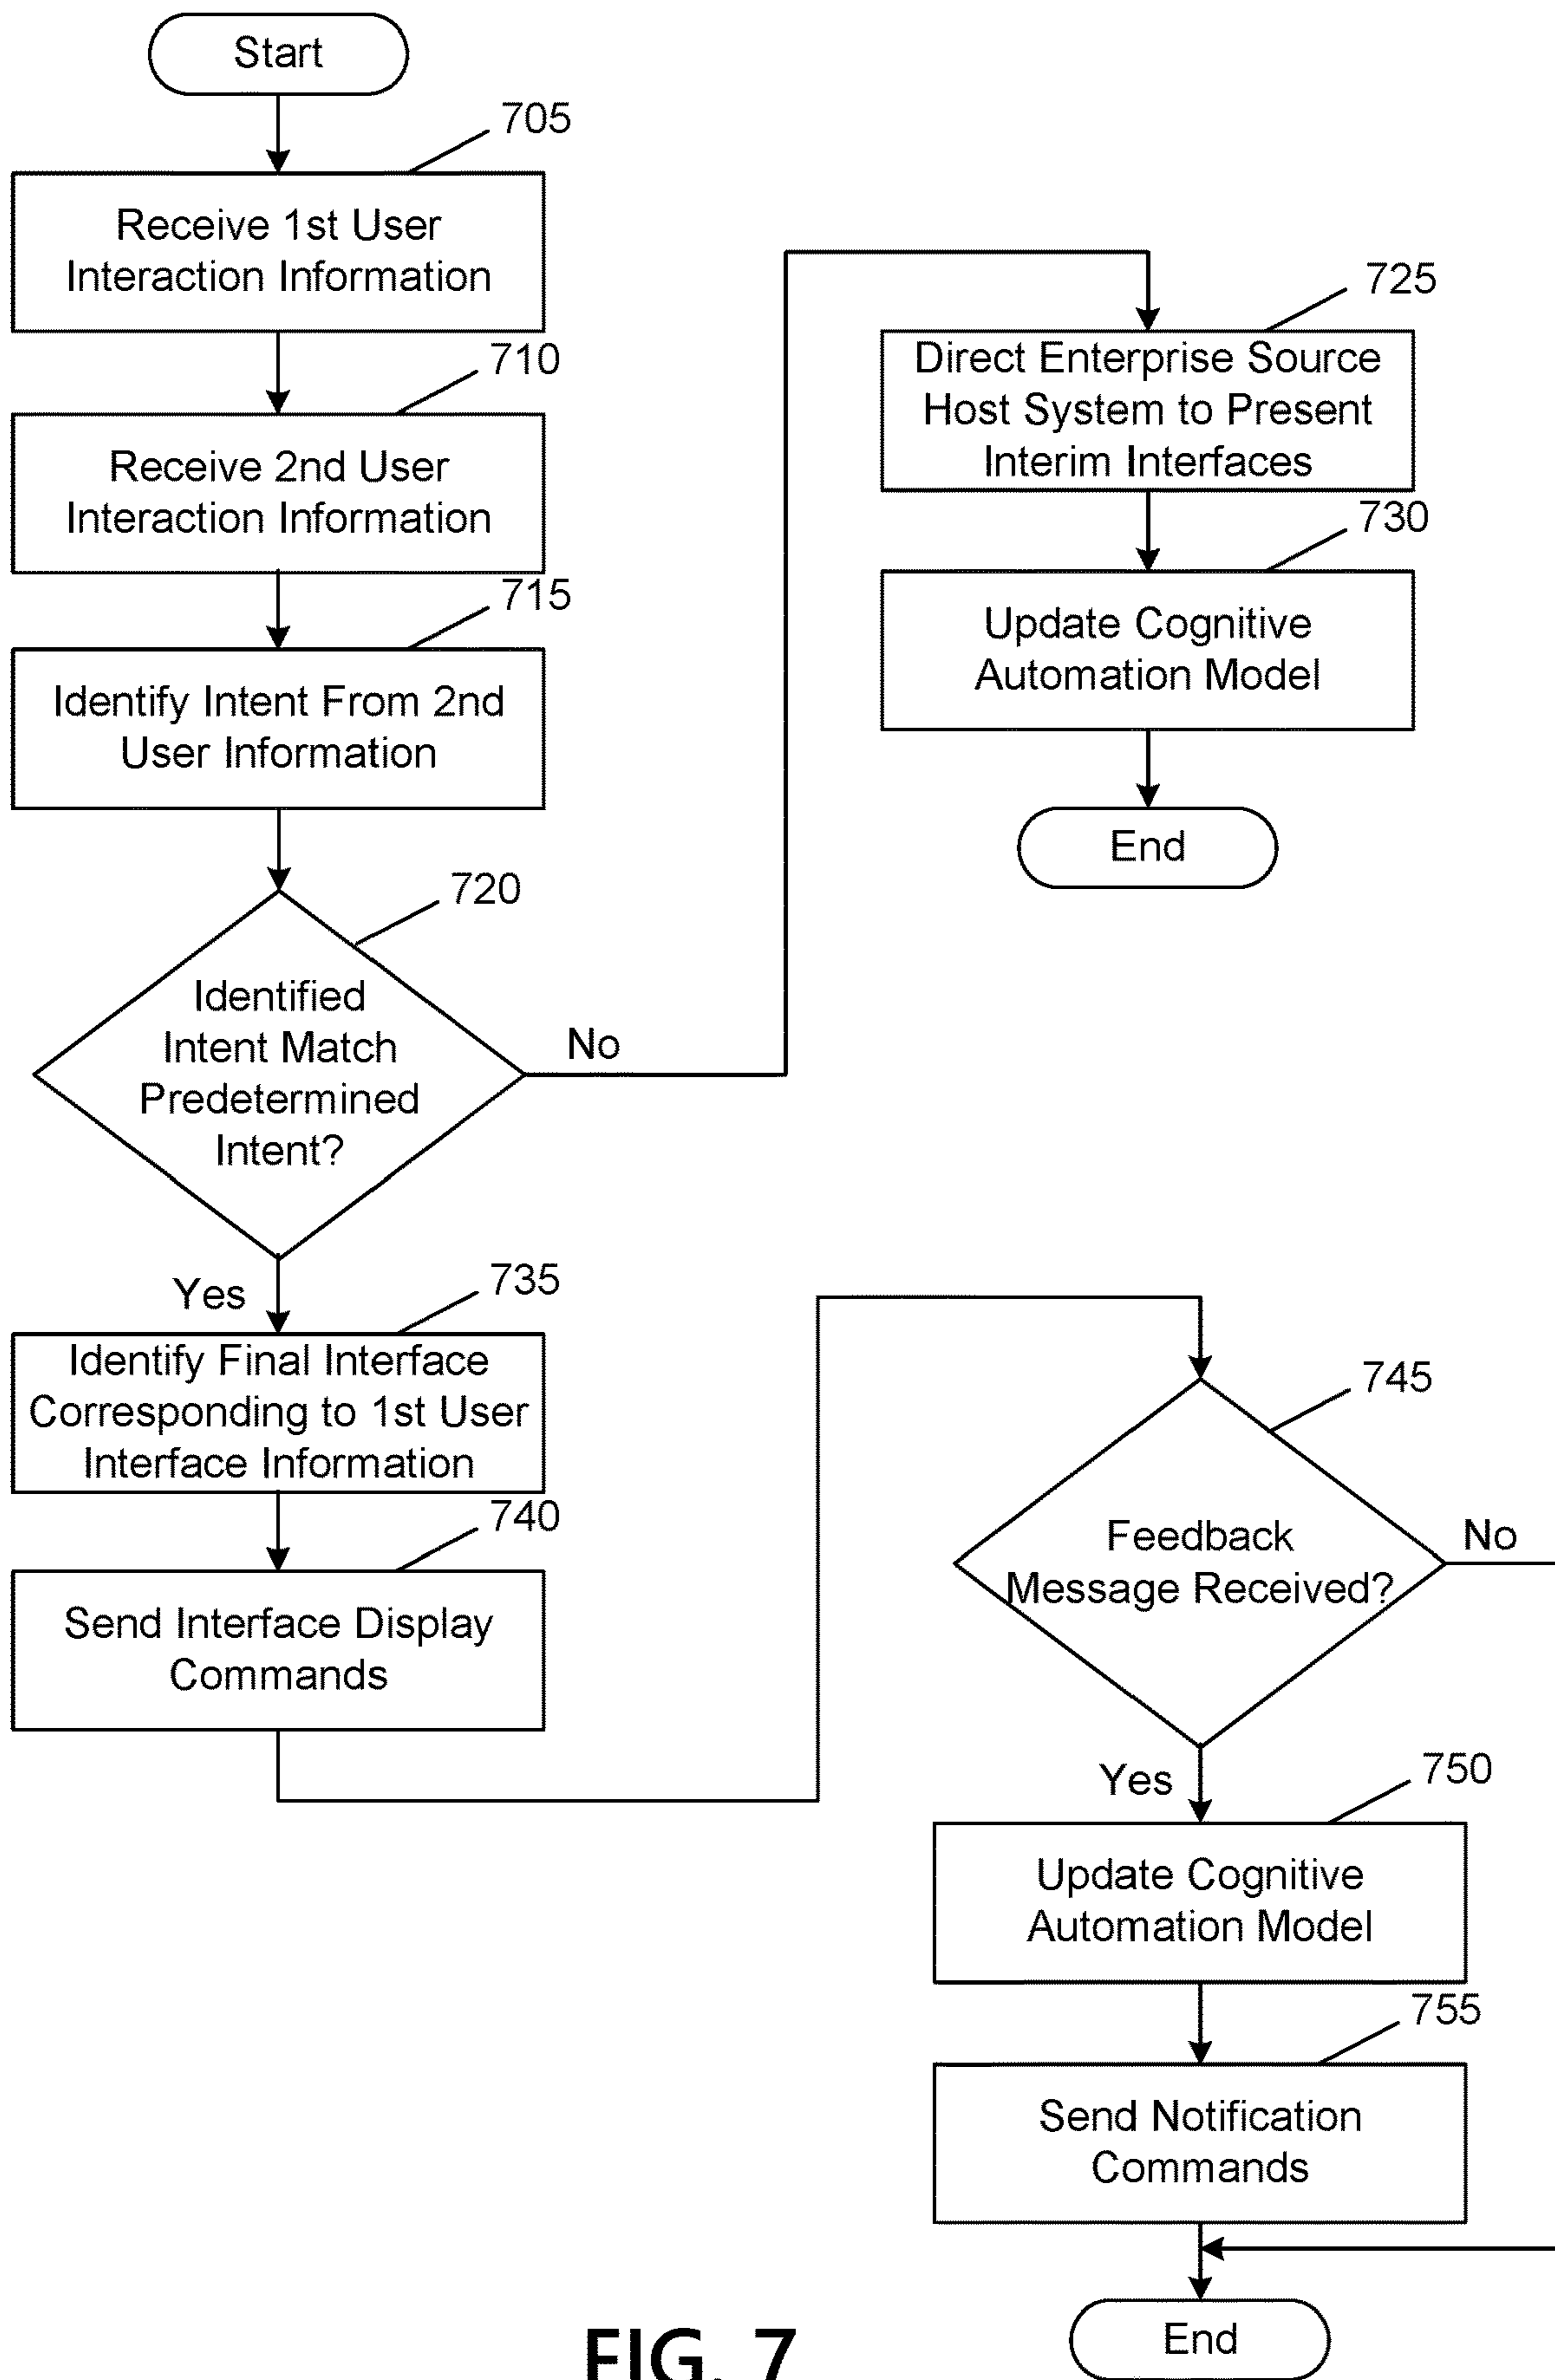 Start
705
Receive 1st User
Interaction Information
710
Receive 2nd User
Interaction Information
715
Identify Intent From 2nd
User Information
720
Identified
Intent Match
Predetermined
Intent?
No
725
Direct Enterprise Source
Host System to Present
Interim Interfaces
730
Update Cognitive
Automation Model
End
Yes
735
Identify Final Interface
Corresponding to 1st User
Interface Information
740
Send Interface Display
Commands
745
Feedback
Message Received?
No
Yes
750
Update Cognitive
Automation Model
755
Send Notification
Commands
End
FIG. 7